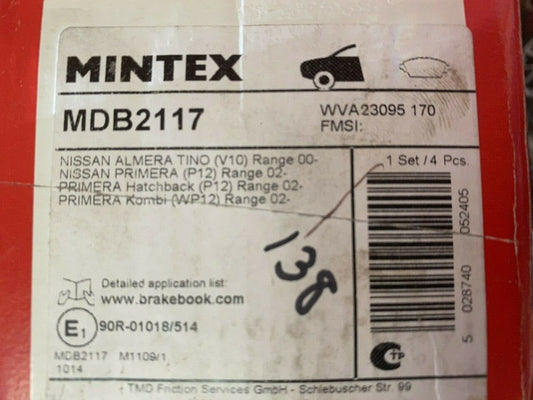 MINTEX
MDB2117
WVA23095 170
FMSI:
NISSAN ALMERA TINO (V10) Range 00-
NISSAN PRIMERA (P12) Range 02-
PRIMERA Hatchback (P12) Range 02-
PRIMERA Kombi (WP12) Range 02-
1 Set / 4 Pcs.
138
Detailed application list:
www.brakebook.com
E1 90R-01018/514
MDB2117 M1109/1
1014
5 028740 052405
TP
TMD Friction Services GmbH - Schlebuscher Str. 99